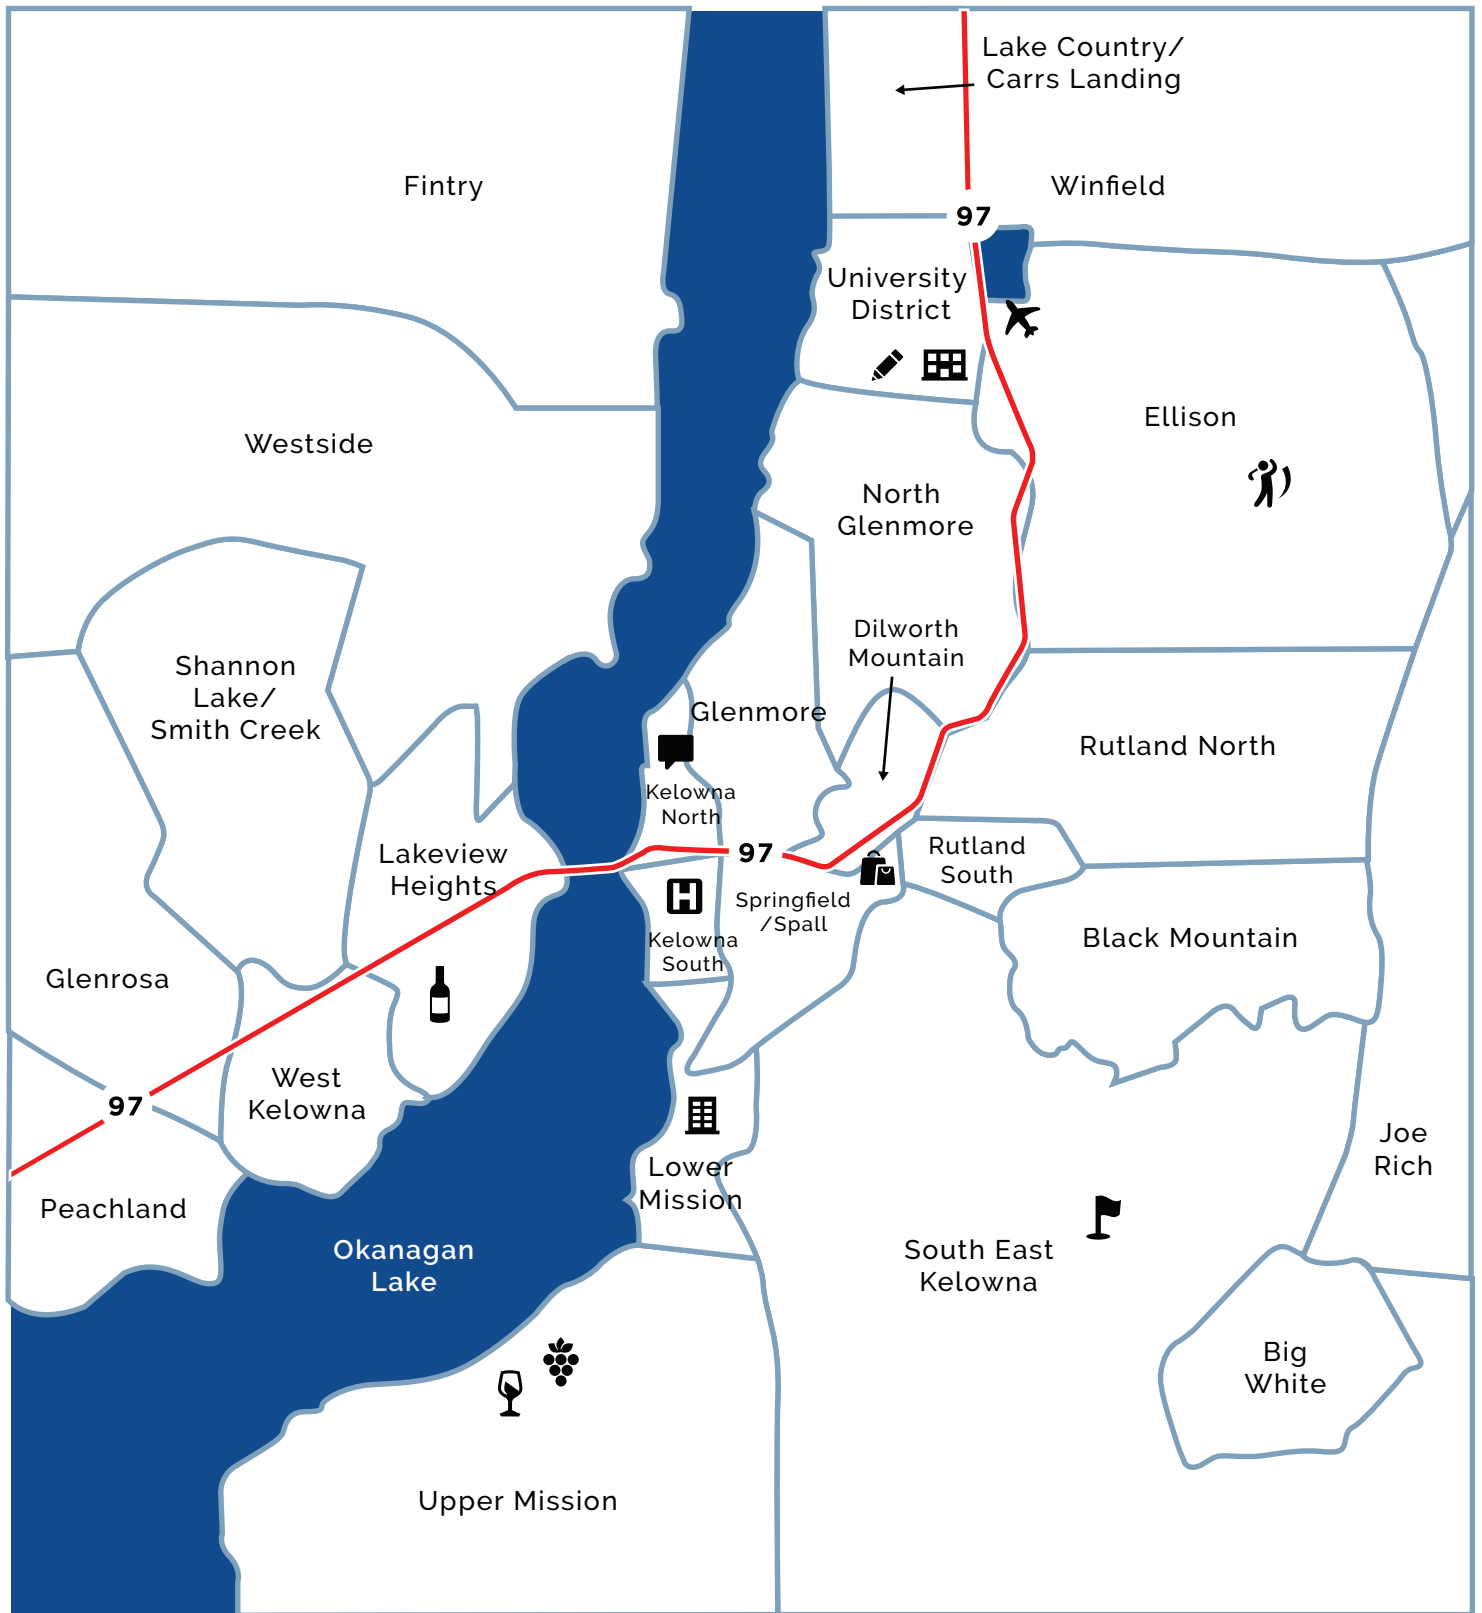 Lake Country/
Carrs Landing
Fintry
Winfield
97
University
District
Ellison
Westside
North
Glenmore
Dilworth
Mountain
Shannon
Lake/
Smith Creek
Glenmore
Rutland North
Kelowna
North
Lakeview
Heights
97
Rutland
South
Springfield
/Spall
Kelowna
South
Black Mountain
Glenrosa
H
West
Kelowna
97
Joe
Rich
Lower
Mission
Peachland
Okanagan
Lake
South East
Kelowna
Big
White
Upper Mission